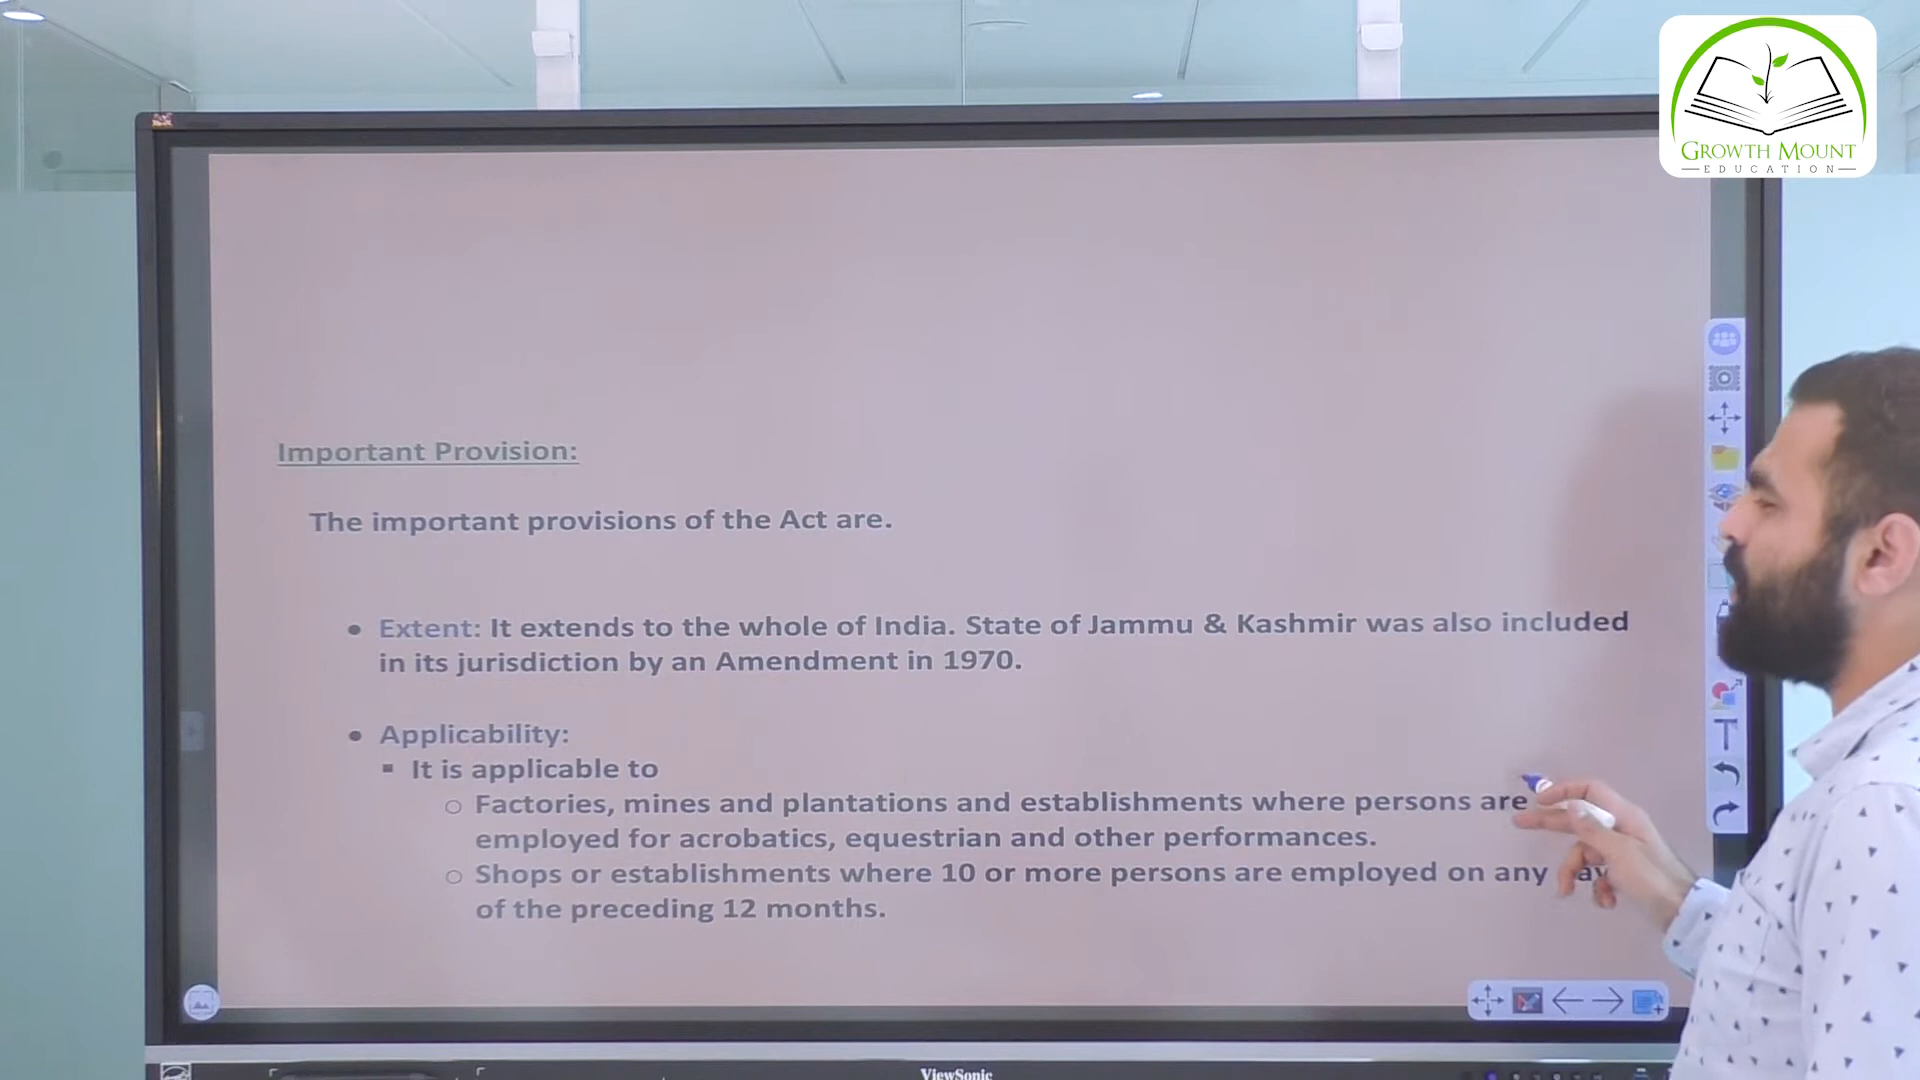 GROWTH MOUNT
EDUCATION
Important Provision:
The important provisions of the Act are.
• Extent: It extends to the whole of India. State of Jammu & Kashmir was also included
in its jurisdiction by an Amendment in 1970.
• Applicability:
▪ It is applicable to
○ Factories, mines and plantations and establishments where persons are
employed for acrobatics, equestrian and other performances.
○ Shops or establishments where 10 or more persons are employed on any
of the preceding 12 months.
T
ViewSonic